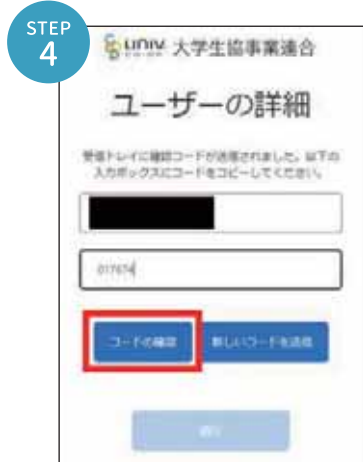 STEP
4
UNIV 大学生協事業連合
ユーザーの詳細
受信トレイに確認コードが送信されました。以下の
入力ボックスにコードをコピーしてください。
017674
コードの確認
新しいコードを送信